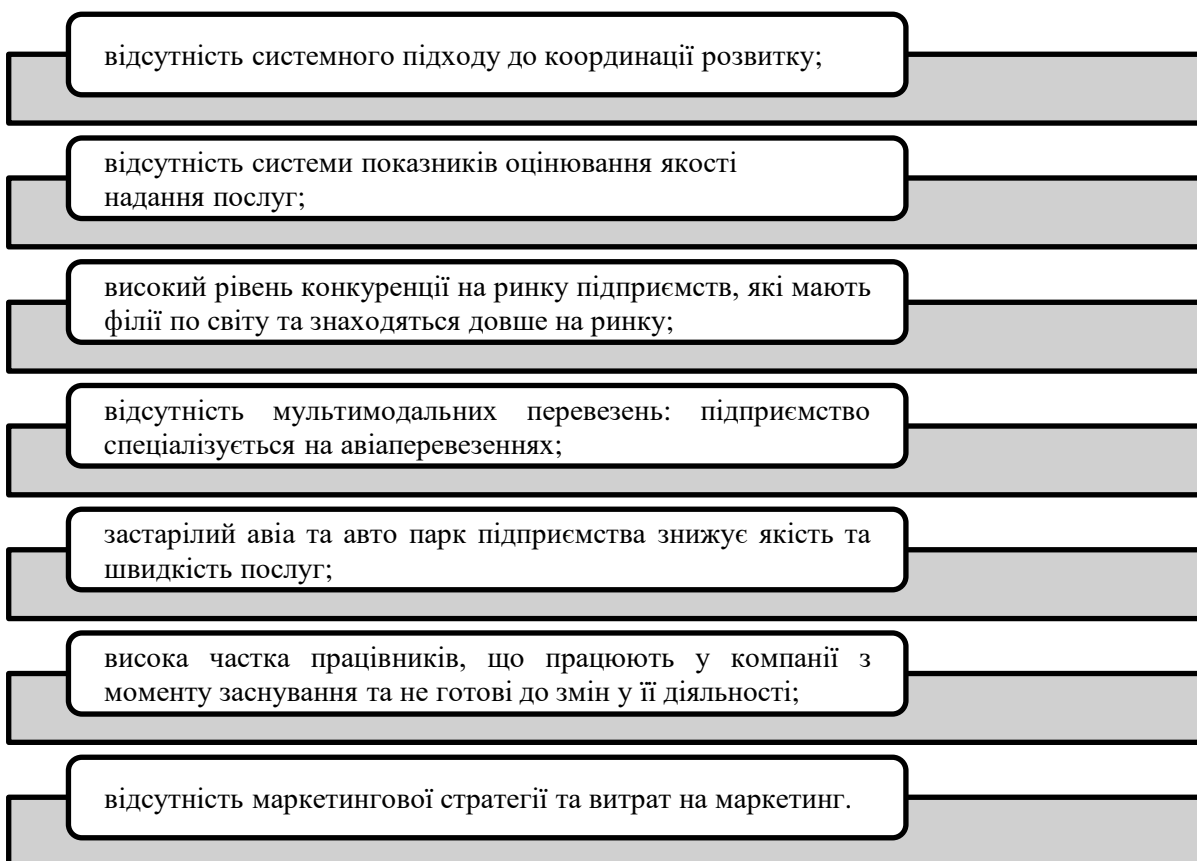 відсутність системного підходу до координації розвитку;
відсутність системи показників оцінювання якості
надання послуг;
високий рівень конкуренції на ринку підприємств, які мають
філії по світу та знаходяться довше на ринку;
відсутність мультимодальних перевезень: підприємство
спеціалізується на авіаперевезеннях;
застарілий авіа та авто парк підприємства знижує якість та
швидкість послуг;
висока частка працівників, що працюють у компанії з
моменту заснування та не готові до змін у її діяльності;
відсутність маркетингової стратегії та витрат на маркетинг.